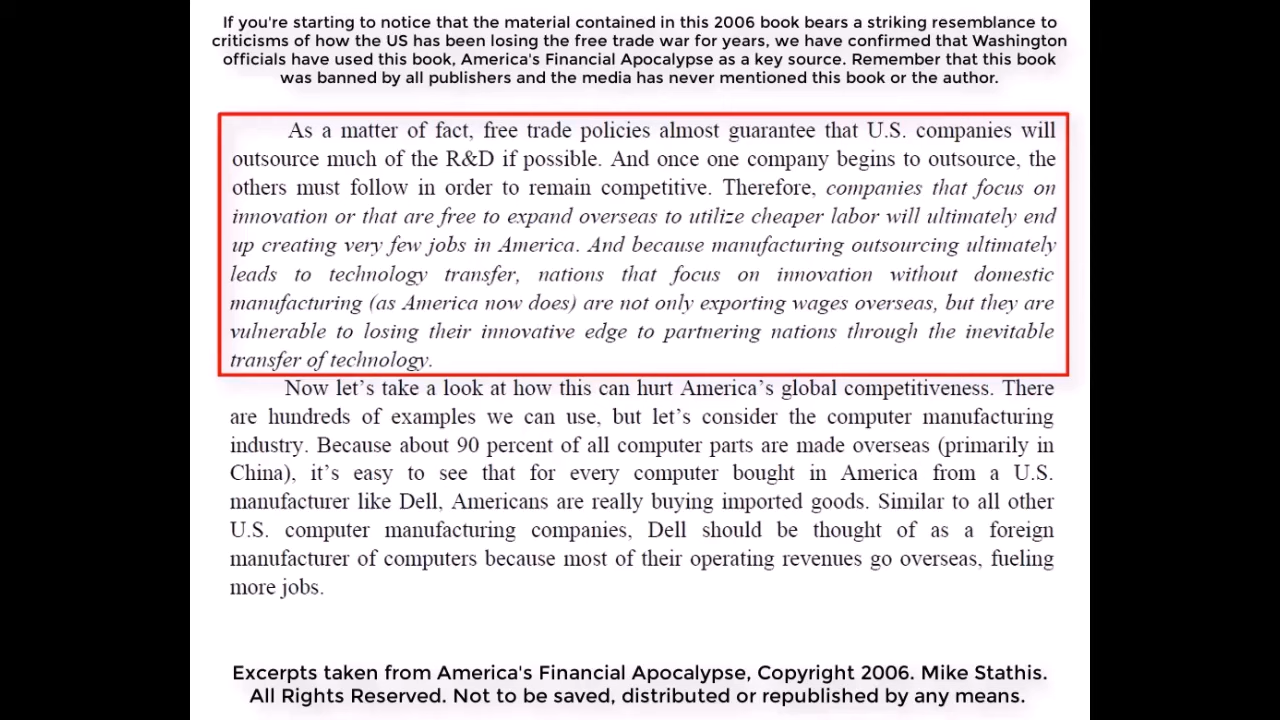 If you're starting to notice that the material contained in this 2006 book bears a striking resemblance to
criticisms of how the US has been losing the free trade war for years, we have confirmed that Washington
officials have used this book, America's Financial Apocalypse as a key source. Remember that this book
was banned by all publishers and the media has never mentioned this book or the author.
As a matter of fact, free trade policies almost guarantee that U.S. companies will
outsource much of the R&D if possible. And once one company begins to outsource, the
others must follow in order to remain competitive. Therefore, companies that focus on
innovation or that are free to expand overseas to utilize cheaper labor will ultimately end
up creating very few jobs in America. And because manufacturing outsourcing ultimately
leads to technology transfer, nations that focus on innovation without domestic
manufacturing (as America now does) are not only exporting wages overseas, but they are
vulnerable to losing their innovative edge to partnering nations through the inevitable
transfer of technology.
Now let's take a look at how this can hurt America's global competitiveness. There
are hundreds of examples we can use, but let's consider the computer manufacturing
industry. Because about 90 percent of all computer parts are made overseas (primarily in
China), it's easy to see that for every computer bought in America from a U.S.
manufacturer like Dell, Americans are really buying imported goods. Similar to all other
U.S. computer manufacturing companies, Dell should be thought of as a foreign
manufacturer of computers because most of their operating revenues go overseas, fueling
more jobs.
Excerpts taken from America's Financial Apocalypse, Copyright 2006. Mike Stathis.
All Rights Reserved. Not to be saved, distributed or republished by any means.